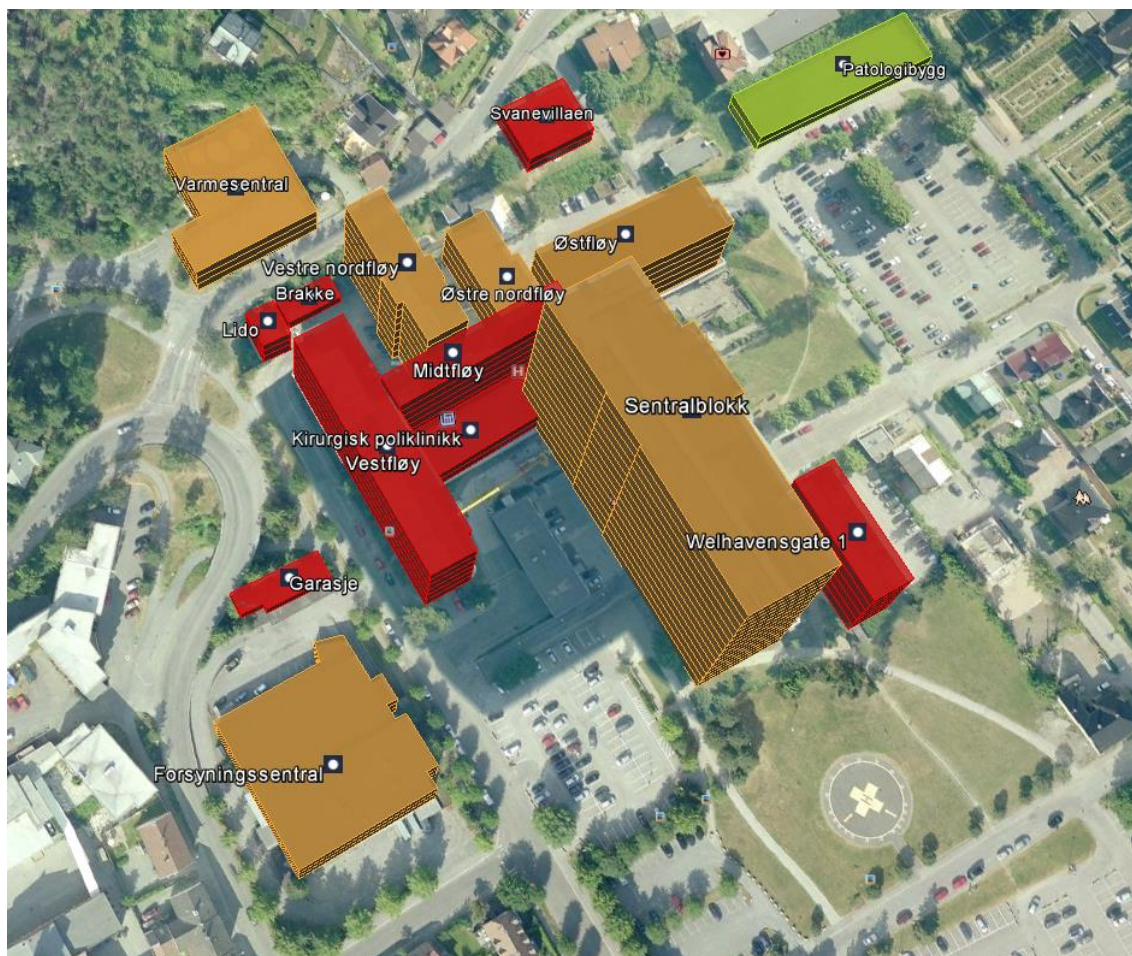 Patologibygg
Svanevillaen
Varmesentral
Østfløy
Vestre nordfløy
Østre nordfløy
Brakke
Lido
Midtfløy
H
Sentralblokk
Kirurgisk poliklinikk
Vestfløy
Welhavensgate 1
Garasje
Forsyningssentral